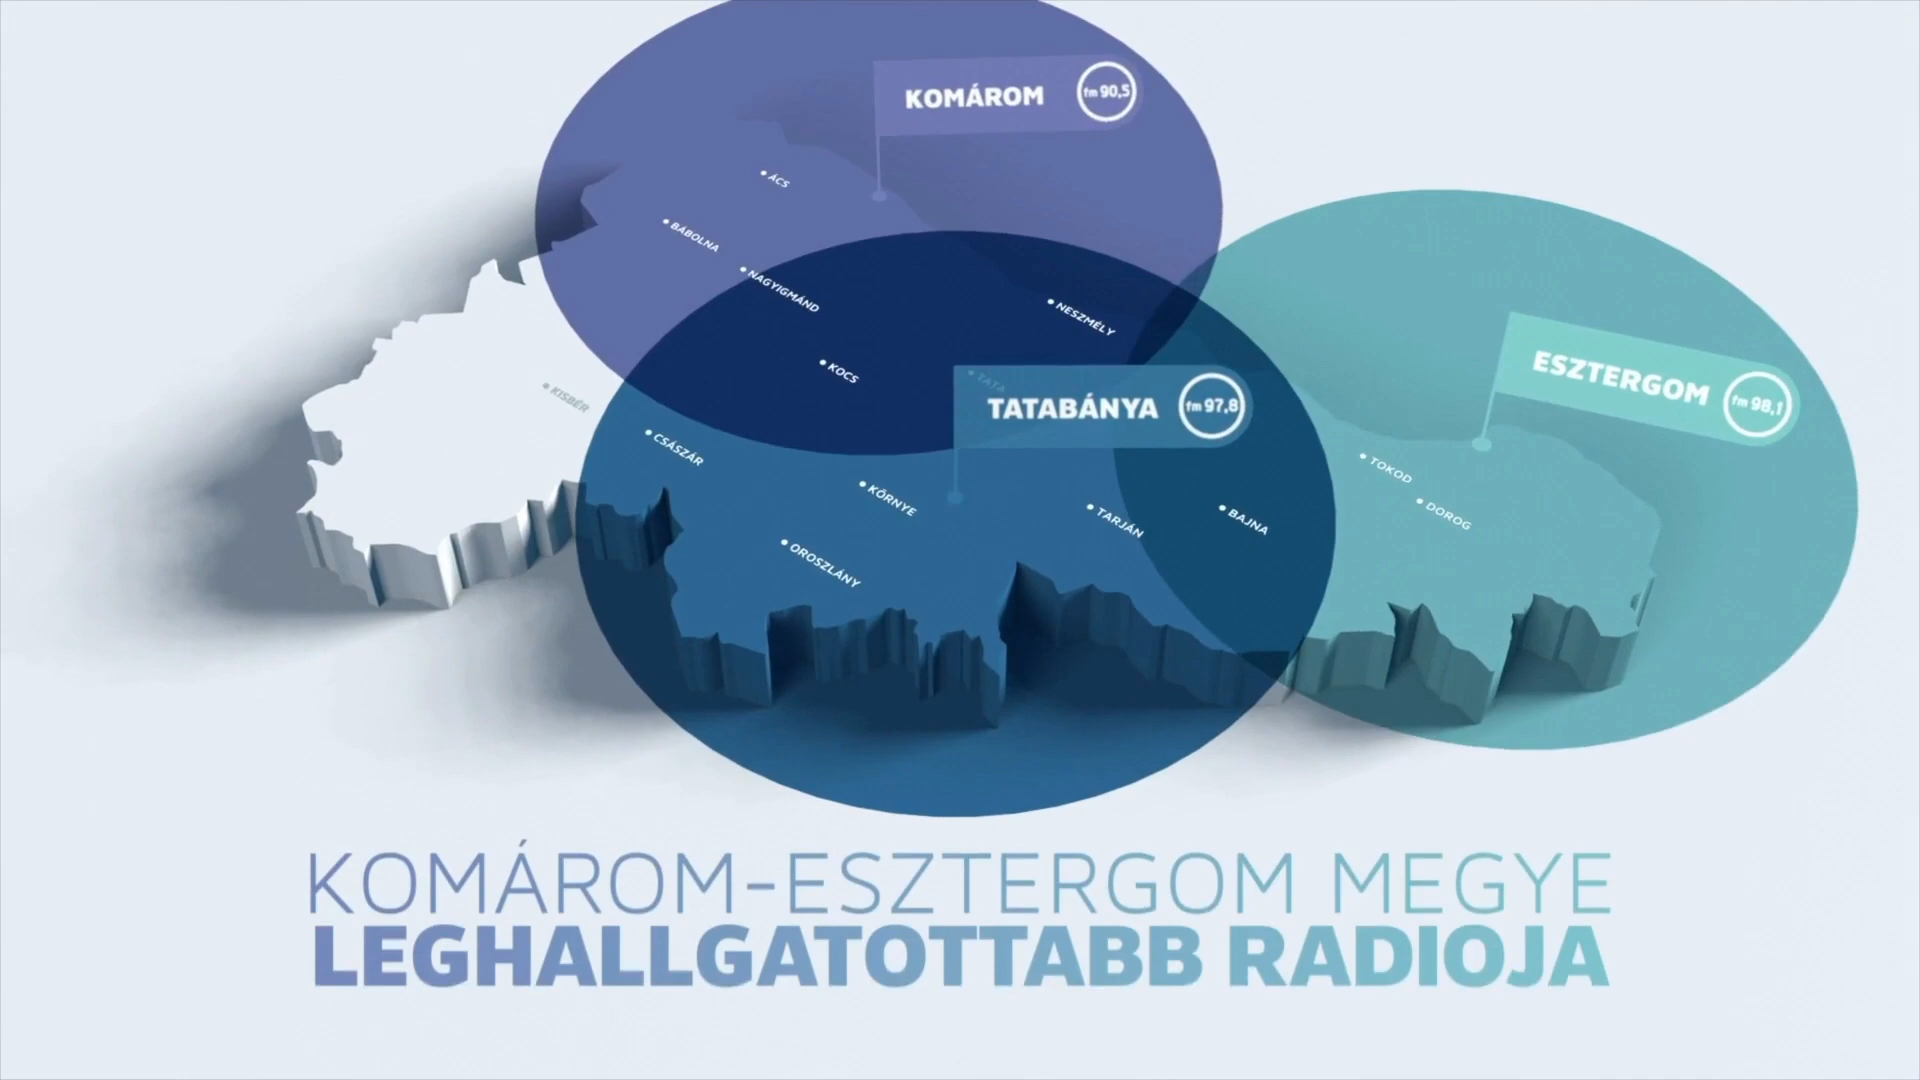 KOMÁROM fm 90,5
ÁCS
BÁBOLNA
NAGYIGMÁND
NESZMÉLY
KOCS
ESZTERGOM fm 98,1
TATA
TATABÁNYA fm 97,8
KISBÉR
CSÁSZÁR
KÖRNYE
TOKOD
DOROG
TARJÁN
BAJNA
OROSZLÁNY
KOMÁROM-ESZTERGOM MEGYE
LEGHALLGATOTTABB RADIOJA